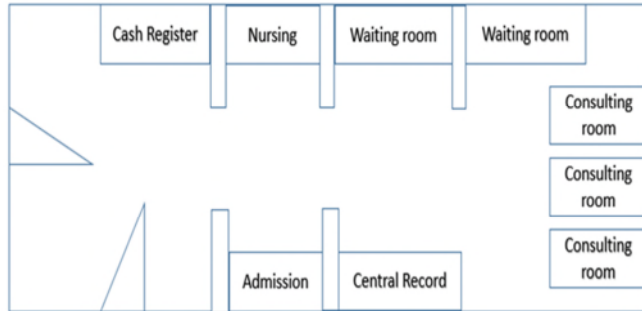 Cash Register
Nursing
Waiting room
Waiting room
Consulting
room
Consulting
room
Consulting
room
Admission
Central Record